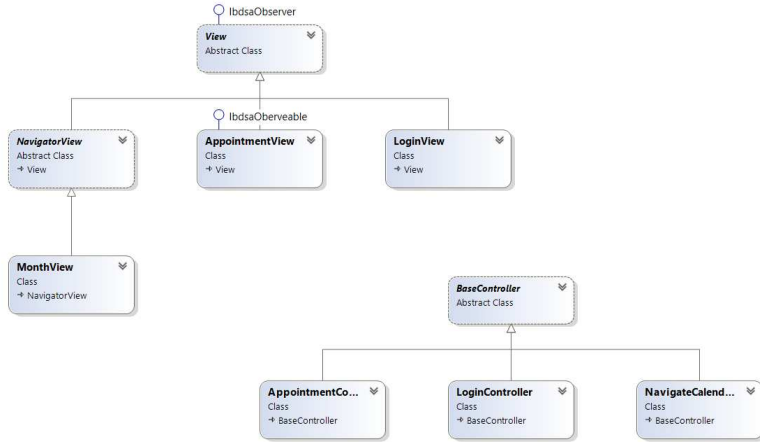 IbdsaObserver
View
Abstract Class
IbdsaOberveable
NavigatorView
Abstract Class
View
AppointmentView
Class
View
LoginView
Class
View
MonthView
Class
NavigatorView
BaseController
Abstract Class
AppointmentCo...
Class
BaseController
LoginController
Class
BaseController
NavigateCalend...
Class
BaseController